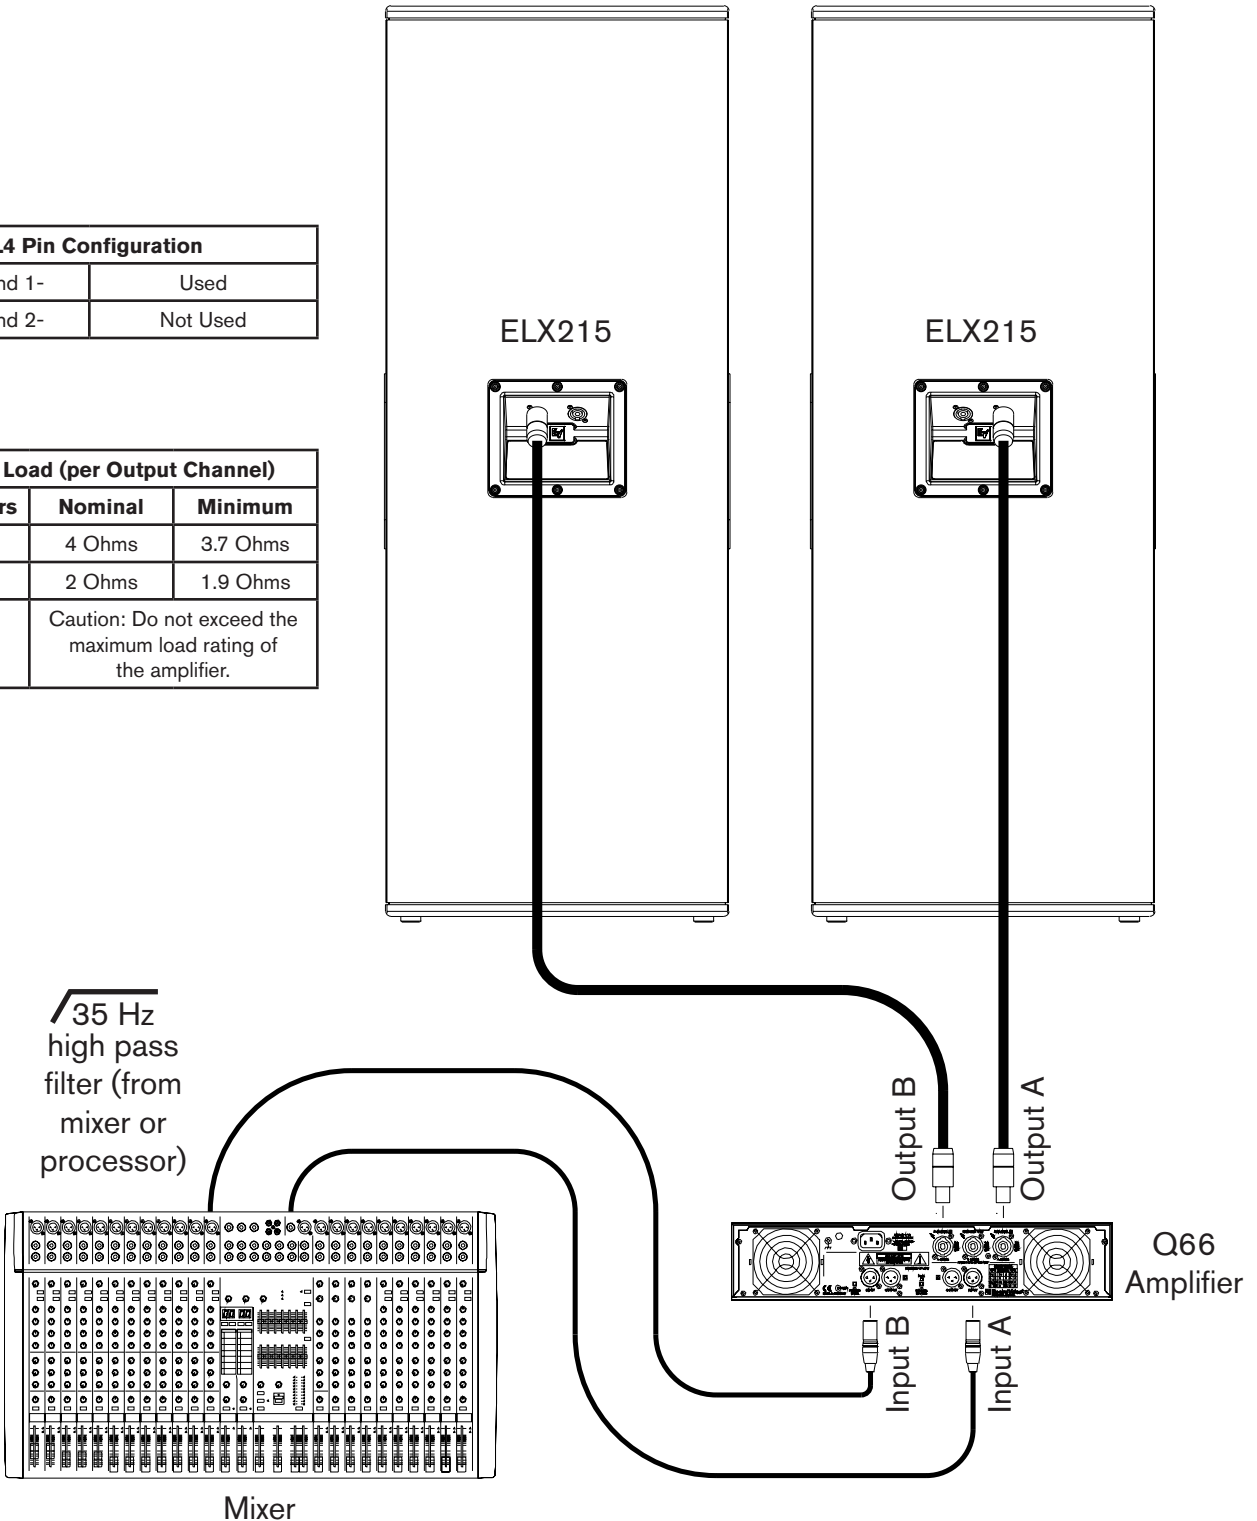 .4 Pin Configuration
nd 1- Used
nd 2- Not Used
ELX215
ELX215
Load (per Output Channel)
rs Nominal Minimum
4 Ohms 3.7 Ohms
2 Ohms 1.9 Ohms
Caution: Do not exceed the
maximum load rating of
the amplifier.
35 Hz
high pass
filter (from
mixer or
processor)
Output B
Output A
Q66
Amplifier
Input B
Input A
Mixer